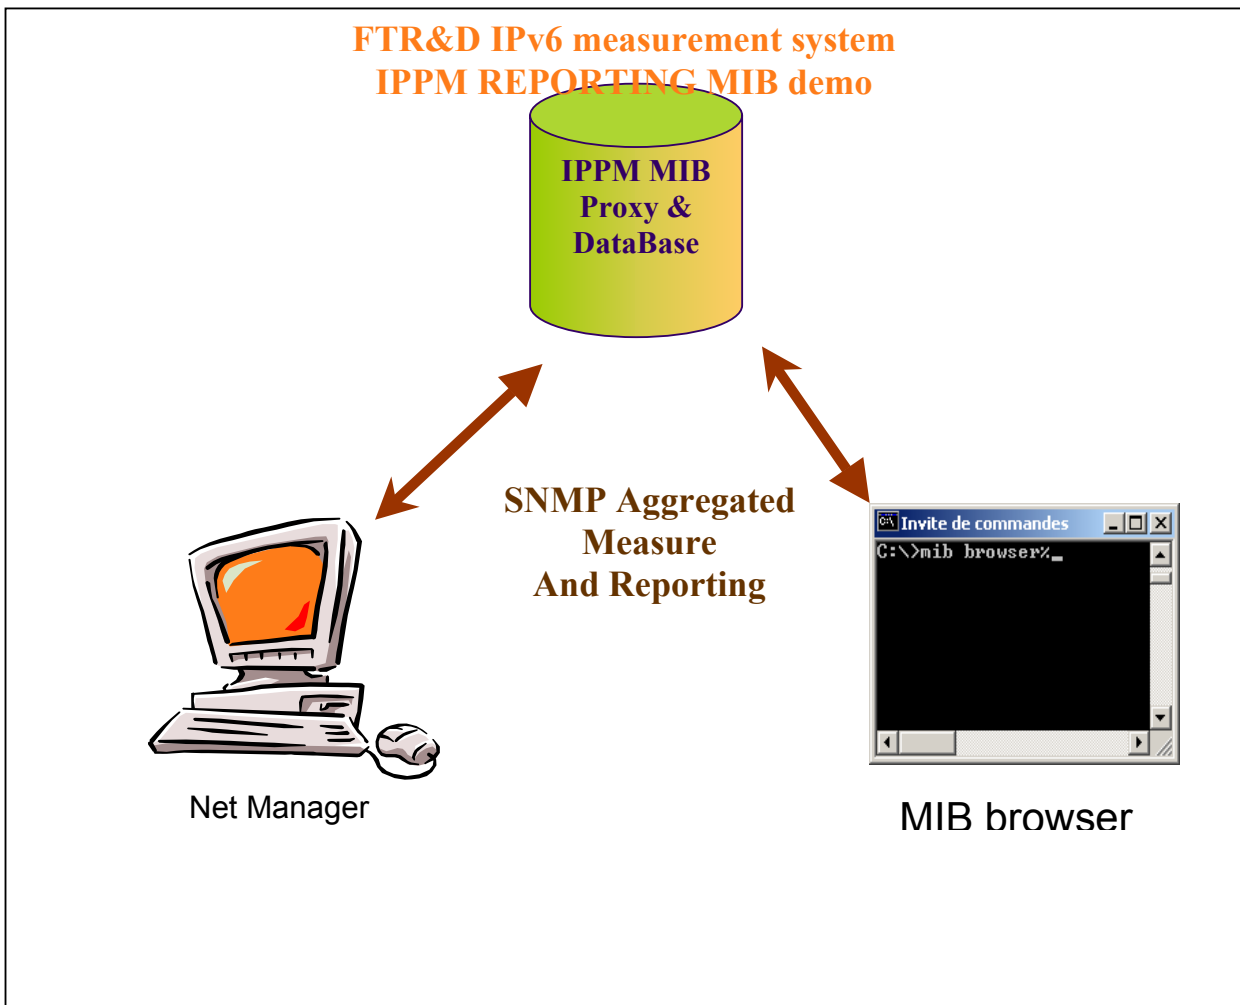 FTR&D IPv6 measurement system
IPPM REPORTING MIB demo
IPPM MIB
Proxy &
DataBase
SNMP Aggregated
Measure
And Reporting
C:\ Invite de commandes
C:\>mib browser%_
Net Manager
MIB browser